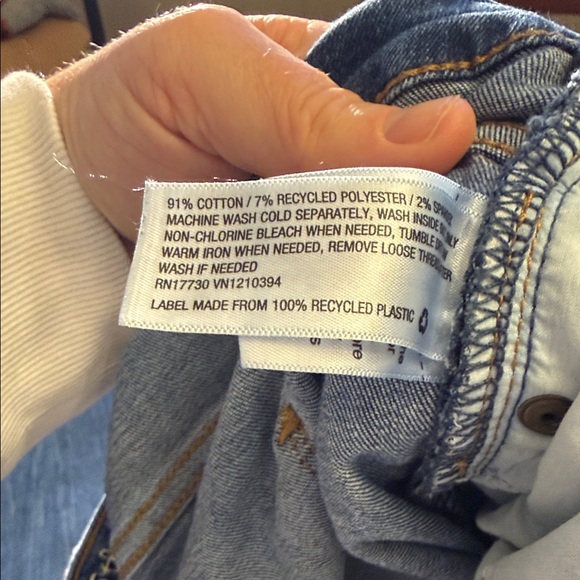 91% COTTON / 7% RECYCLED POLYESTER / 2%
MACHINE WASH COLD SEPARATELY, WASH INSIDE
NON-CHLORINE BLEACH WHEN NEEDED, TUMBLE
WARM IRON WHEN NEEDED, REMOVE LOOSE
WASH IF NEEDED
RN17730 VN1210394
LABEL MADE FROM 100% RECYCLED PLASTIC